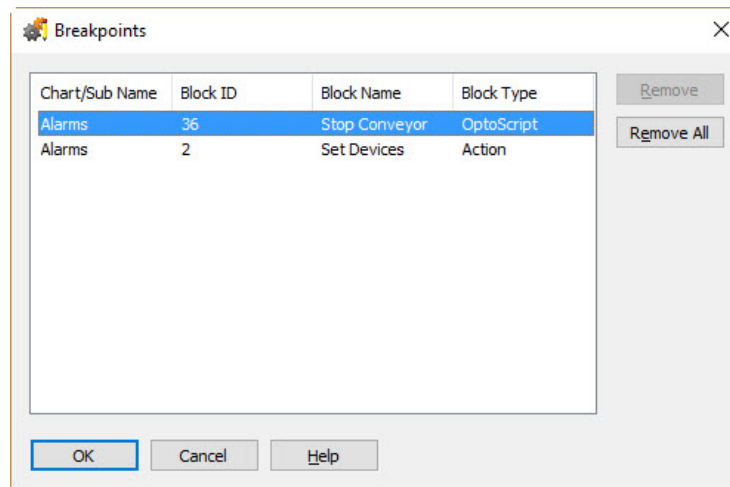 Breakpoints
Chart/Sub Name Block ID Block Name Block Type
Alarms 36 Stop Conveyor OptoScript
Alarms 2 Set Devices Action
Remove
Remove All
OK Cancel Help